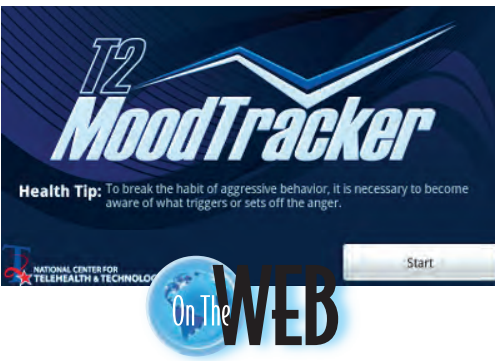 T2
MoodTracker
Health Tip: To break the habit of aggressive behavior, it is necessary to become
aware of what triggers or sets off the anger.
Start
NATIONAL CENTER FOR
TELEHEALTH & TECHNOLO
On The WEB